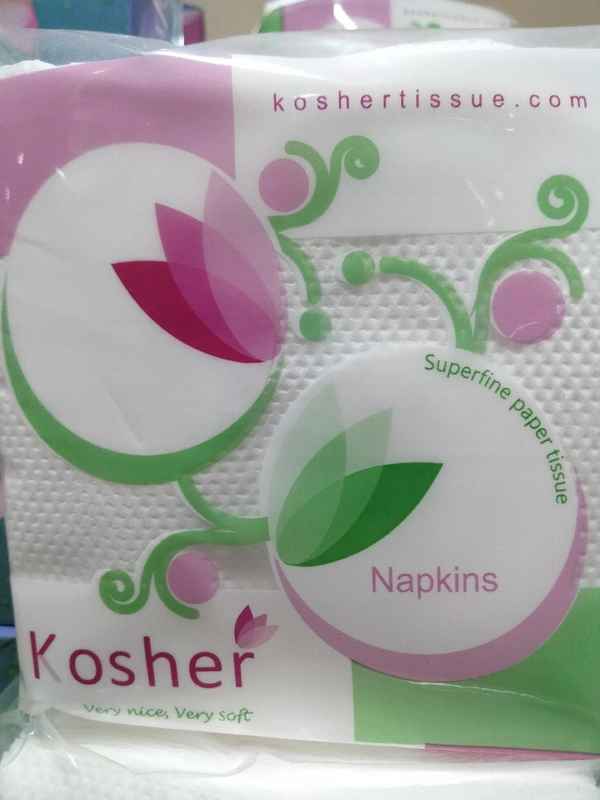 koshertissue.com
Superfine paper tissue
Napkins
Kosher
Very nice, Very soft